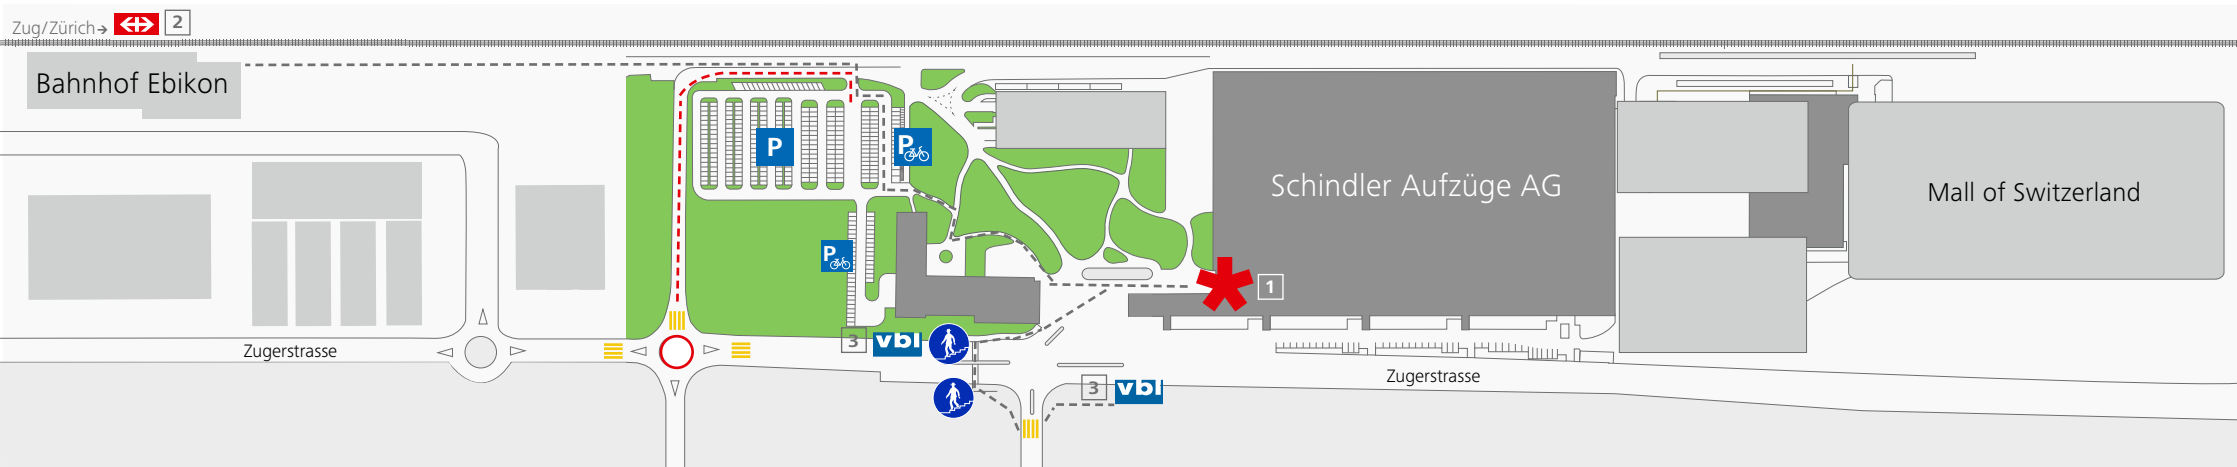 Zug/Zürich→ 2
Bahnhof Ebikon
P
P
P
Schindler Aufzüge AG
Mall of Switzerland
1
3 vbl
Zugerstrasse
Zugerstrasse
3 vbl